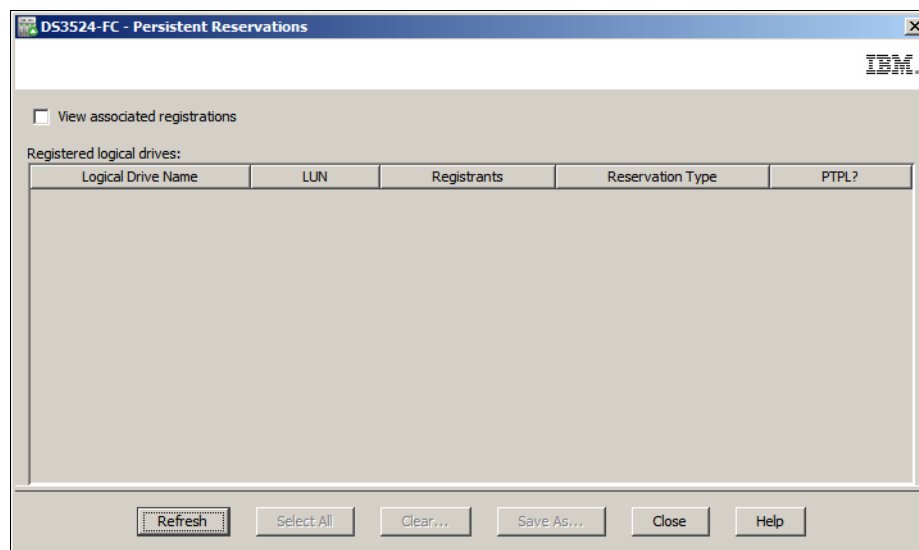 DS3524-FC - Persistent Reservations
IBM.
View associated registrations
Registered logical drives:
Logical Drive Name LUN Registrants Reservation Type PTPL?
Refresh Select All Clear... Save As... Close Help